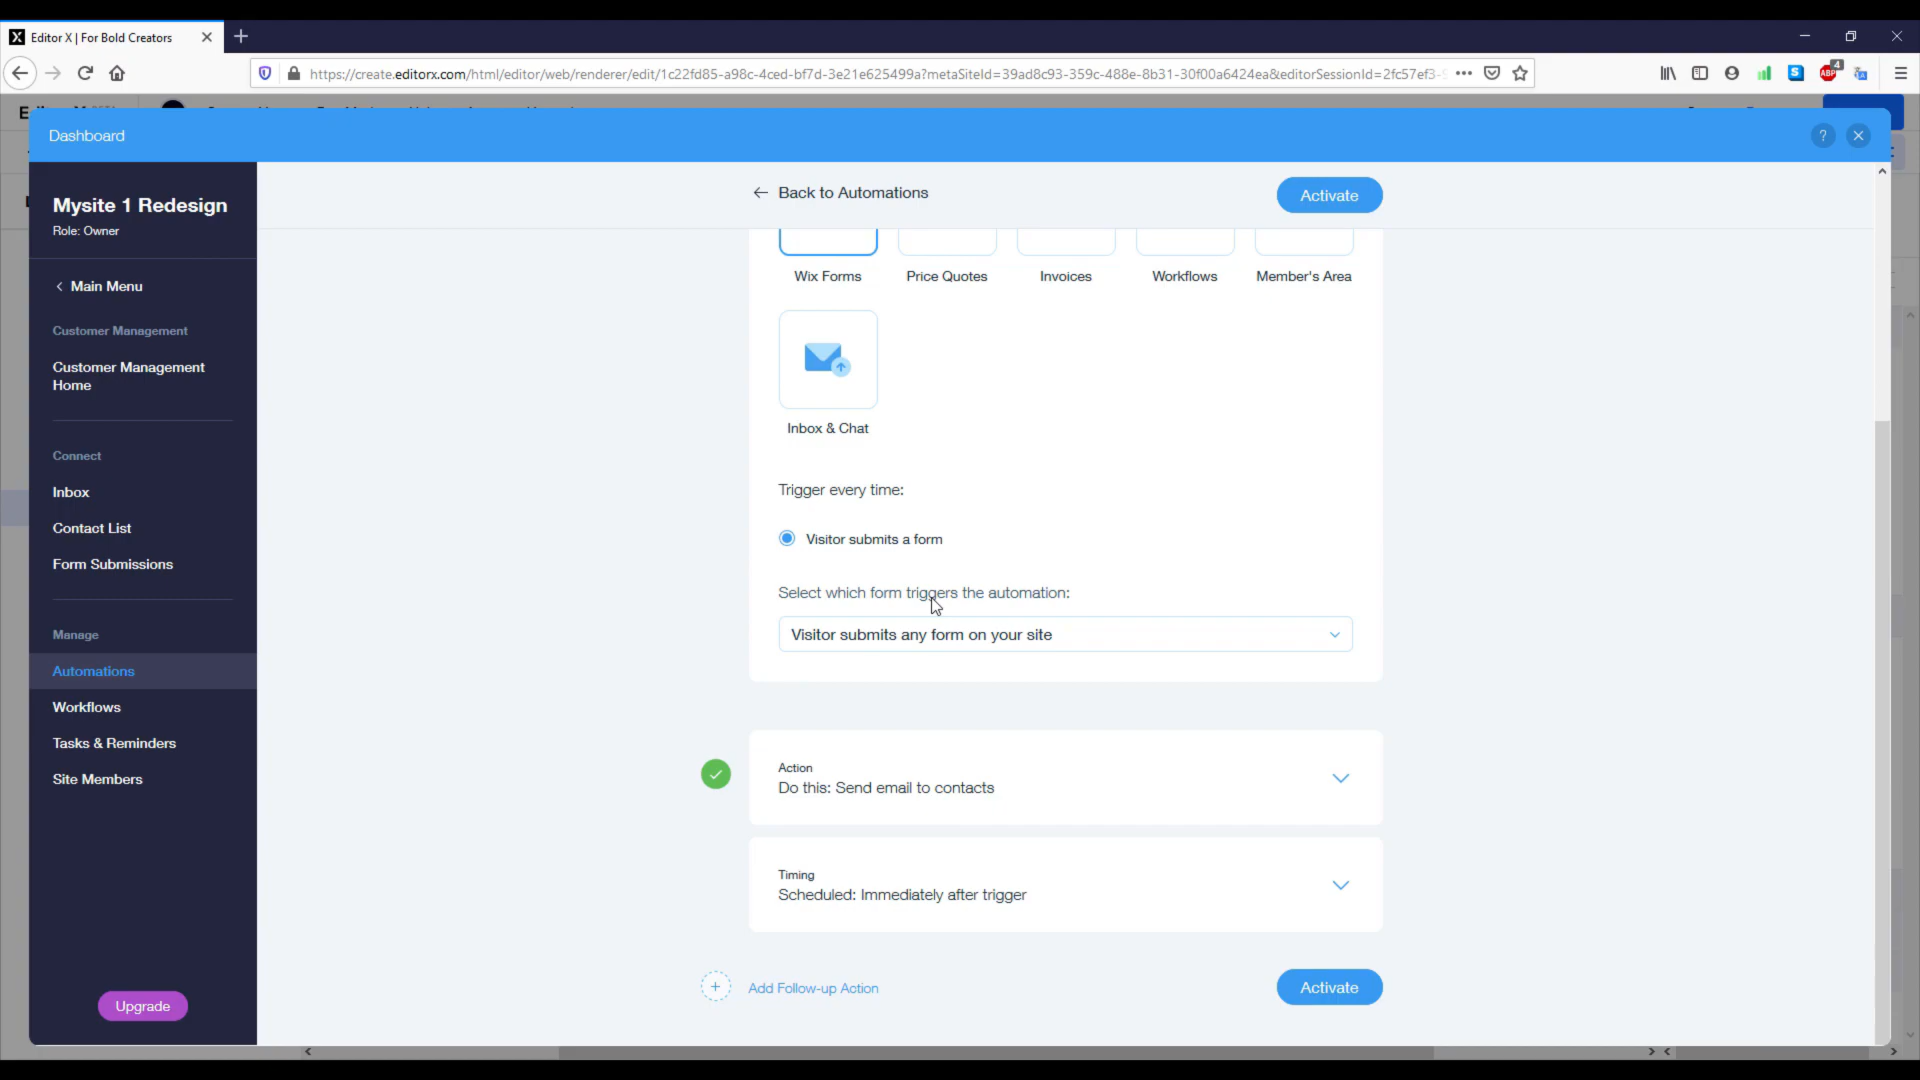 Editor X | For Bold Creators
https://create.editorx.com/html/editor/web/renderer/edit/1c22fd85-a98c-4ced-bf7d-3e21e625499a?metaSiteId=39ad8c93-359c-488e-8b31-30f00a6424ea&editorSessionId=2fc57ef3-
4
Dashboard
?
Mysite 1 Redesign
Role: Owner
Main Menu
Customer Management
Customer Management
Home
Connect
Inbox
Contact List
Form Submissions
Manage
Automations
Workflows
Tasks & Reminders
Site Members
Upgrade
Back to Automations
Activate
Wix Forms
Price Quotes
Invoices
Workflows
Member's Area
Inbox & Chat
Trigger every time:
Visitor submits a form
Select which form triggers the automation:
Visitor submits any form on your site
Action
Do this: Send email to contacts
Timing
Scheduled: Immediately after trigger
Add Follow-up Action
Activate